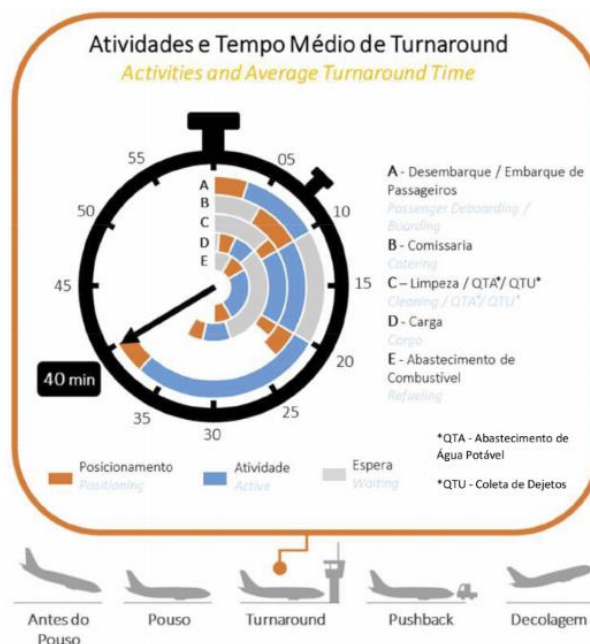 Atividades e Tempo Médio de Turnaround
Activities and Average Turnaround Time
55
05
50
10
45
15
40 min
20
35
25
30
A
B
C
D
E
A - Desembarque / Embarque de
Passageiros
Passenger Deboarding /
Boarding
B - Comissaria
Catering
C – Limpeza / QTA*/ QTU*
Cleaning / QTA*/ QTU*
D - Carga
Cargo
E - Abastecimento de
Combustível
Refueling
*QTA - Abastecimento de
Água Potável
*QTU - Coleta de Dejetos
Posicionamento
Positioning
Atividade
Active
Espera
Waiting
Antes do
Pouso
Pouso
Turnaround
Pushback
Decolagem